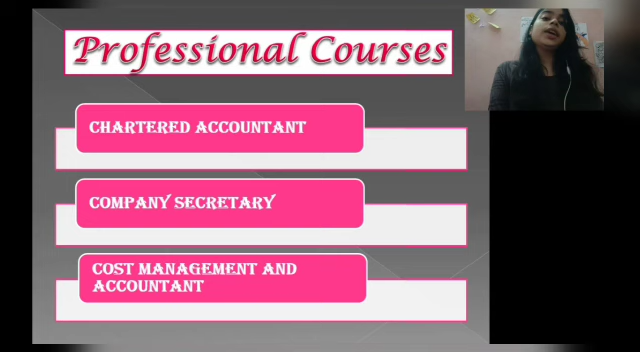 Professional Courses
CHARTERED ACCOUNTANT
COMPANY SECRETARY
COST MANAGEMENT AND
ACCOUNTANT